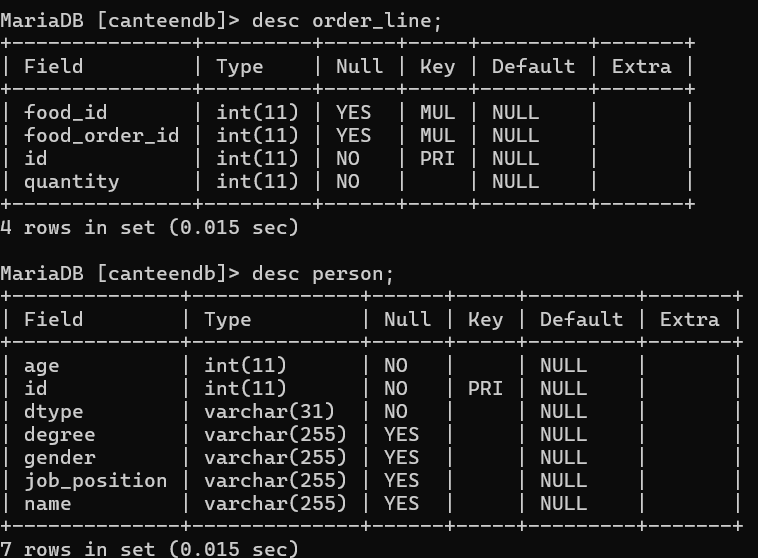 MariaDB [canteendb]> desc order_line;
+---------------+---------+------+-----+---------+-------+
| Field         | Type    | Null | Key | Default | Extra |
+---------------+---------+------+-----+---------+-------+
| food_id       | int(11) | YES  | MUL | NULL    |       |
| food_order_id | int(11) | YES  | MUL | NULL    |       |
| id            | int(11) | NO   | PRI | NULL    |       |
| quantity      | int(11) | NO   |     | NULL    |       |
+---------------+---------+------+-----+---------+-------+
4 rows in set (0.015 sec)

MariaDB [canteendb]> desc person;
+--------------+--------------+------+-----+---------+-------+
| Field        | Type         | Null | Key | Default | Extra |
+--------------+--------------+------+-----+---------+-------+
| age          | int(11)      | NO   |     | NULL    |       |
| id           | int(11)      | NO   | PRI | NULL    |       |
| dtype        | varchar(31)  | NO   |     | NULL    |       |
| degree       | varchar(255) | YES  |     | NULL    |       |
| gender       | varchar(255) | YES  |     | NULL    |       |
| job_position | varchar(255) | YES  |     | NULL    |       |
| name         | varchar(255) | YES  |     | NULL    |       |
+--------------+--------------+------+-----+---------+-------+
7 rows in set (0.015 sec)